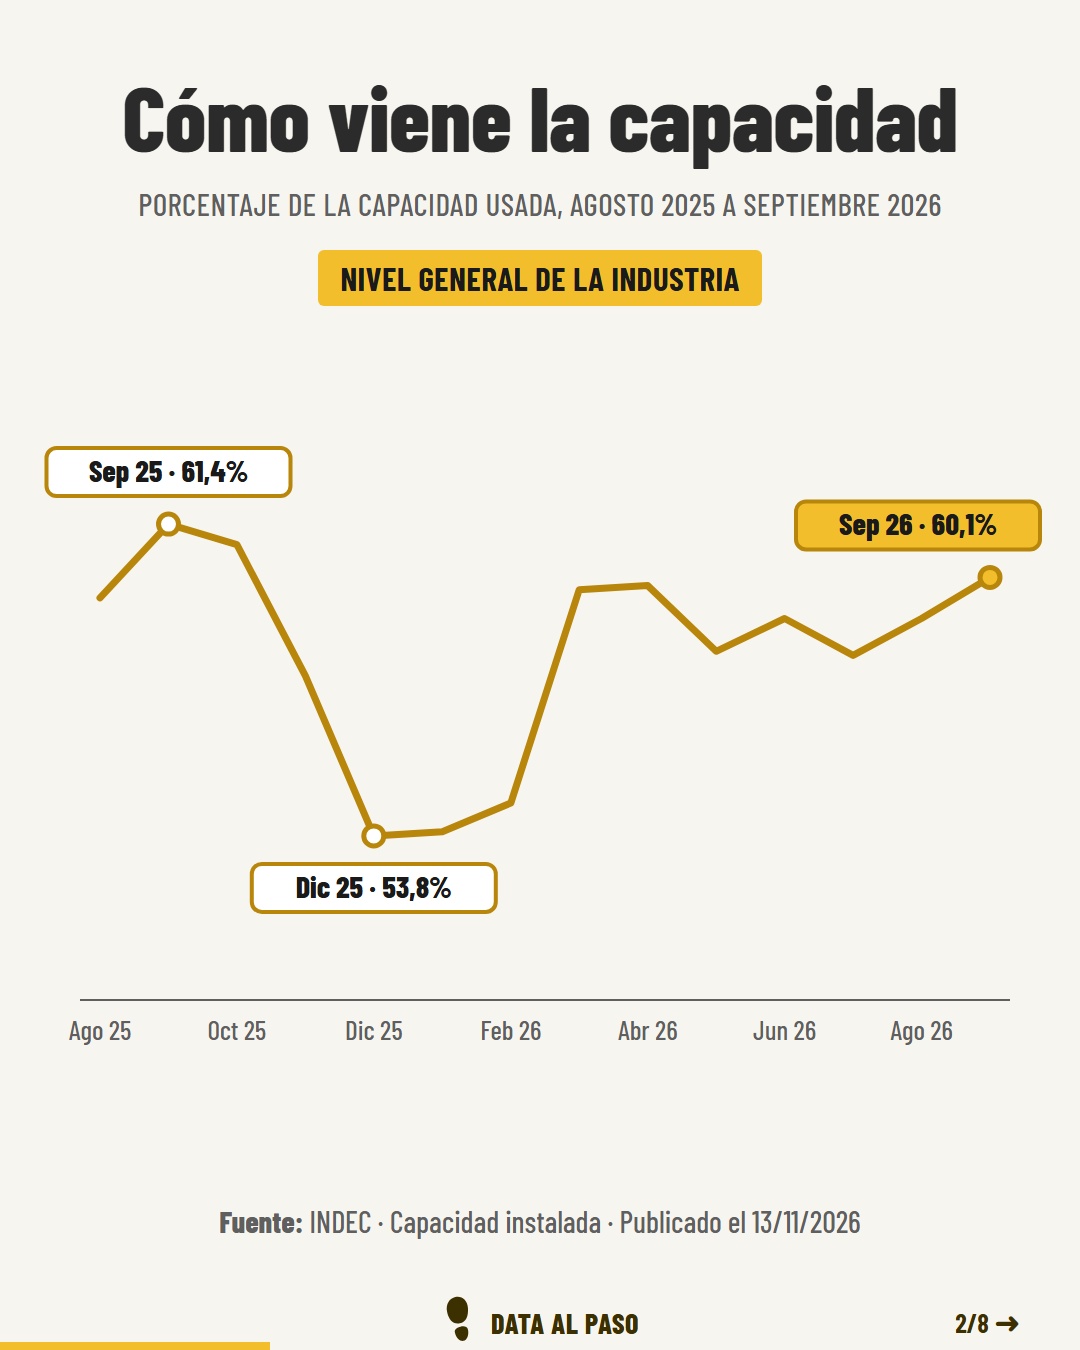 Cómo viene la capacidad
PORCENTAJE DE LA CAPACIDAD USADA, AGOSTO 2025 A SEPTIEMBRE 2026
NIVEL GENERAL DE LA INDUSTRIA
Sep 25 · 61,4%
Sep 26 · 60,1%
Dic 25 · 53,8%
Ago 25 Oct 25 Dic 25 Feb 26 Abr 26 Jun 26 Ago 26
Fuente: INDEC · Capacidad instalada · Publicado el 13/11/2026
DATA AL PASO
2/8 →